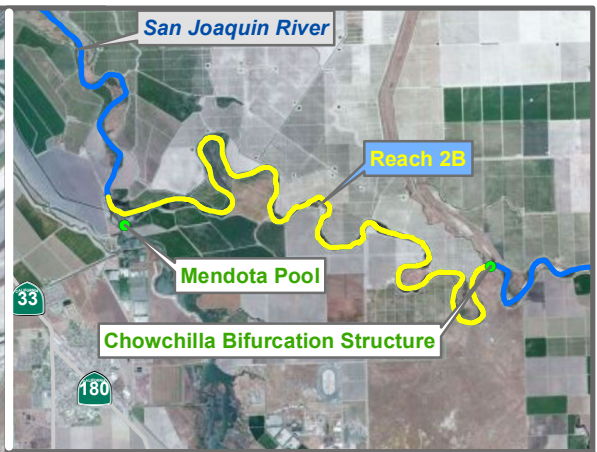 San Joaquin River
Reach 2B
Mendota Pool
33
Chowchilla Bifurcation Structure
180